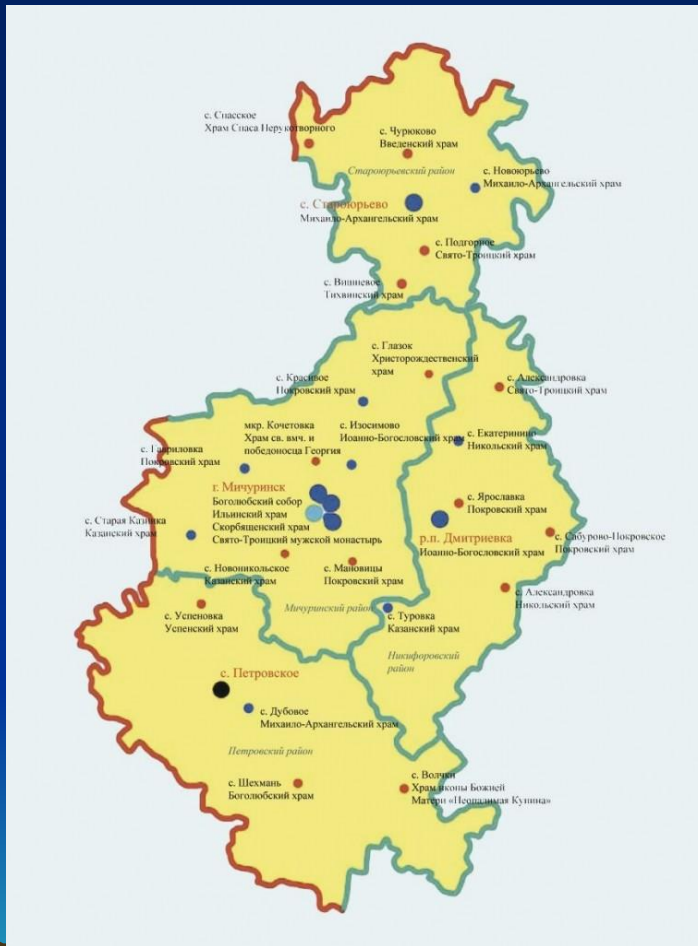 с. Спасское
Храм Спаса Нерукотворного
с. Чурюково
Введенский храм
Староюрьевский район
с. Новоюрьево
Михаило-Архангельский храм
с. Староюрьево
Михаило-Архангельский храм
с. Подгорное
Свято-Троицкий храм
с. Вишневое
Тихвинский храм
с. Глазок
Христорождественский
храм
с. Красивое
Покровский храм
с. Александровка
Свято-Троицкий храм
мкр. Кочетовка
Храм св. вмч. и
победоносца Георгия
с. Изосимово
Иоанно-Богословский храм
с. Екатеринино
Никольский храм
с. Гавриловка
Покровский храм
г. Мичуринск
Боголюбский собор
Ильинский храм
Скорбященский храм
Свято-Троицкий мужской монастырь
с. Ярославка
Покровский храм
с. Старая Казинка
Казанский храм
р.п. Дмитриевка
Иоанно-Богословский храм
с. Сабурово-Покровское
Покровский храм
с. Новоникольское
Казанский храм
с. Мановицы
Покровский храм
с. Александровка
Никольский храм
Мичуринский район
с. Успеновка
Успенский храм
с. Туровка
Казанский храм
Никифоровский
район
с. Петровское
с. Дубовое
Михаило-Архангельский храм
Петровский район
с. Шехмань
Боголюбский храм
с. Волчки
Храм иконы Божией
Матери «Неопалимая Купина»